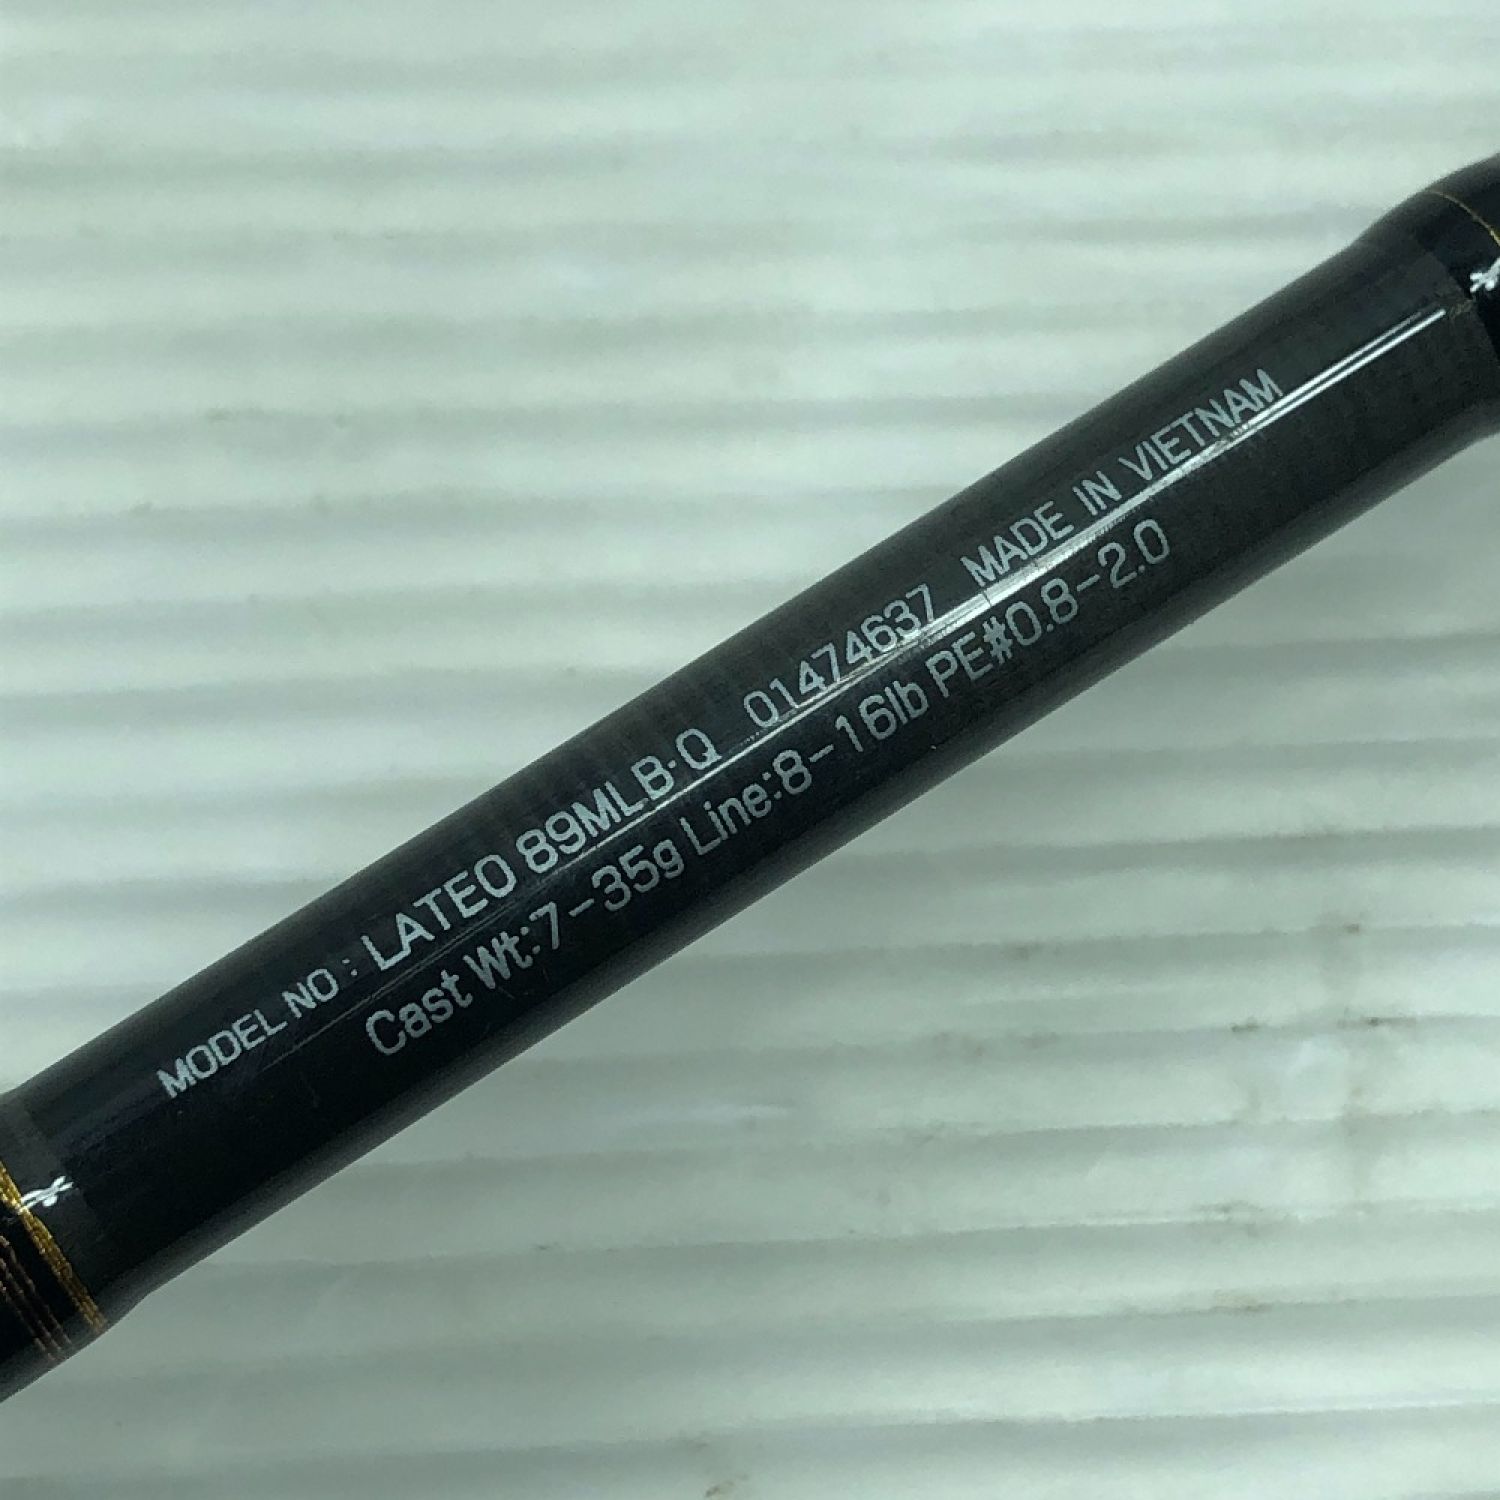 MODEL NO : LATEO 89MLB·Q 01474637 MADE IN VIETNAM
Cast Wt:7-35g Line:8-16lb PE#0.8-2.0